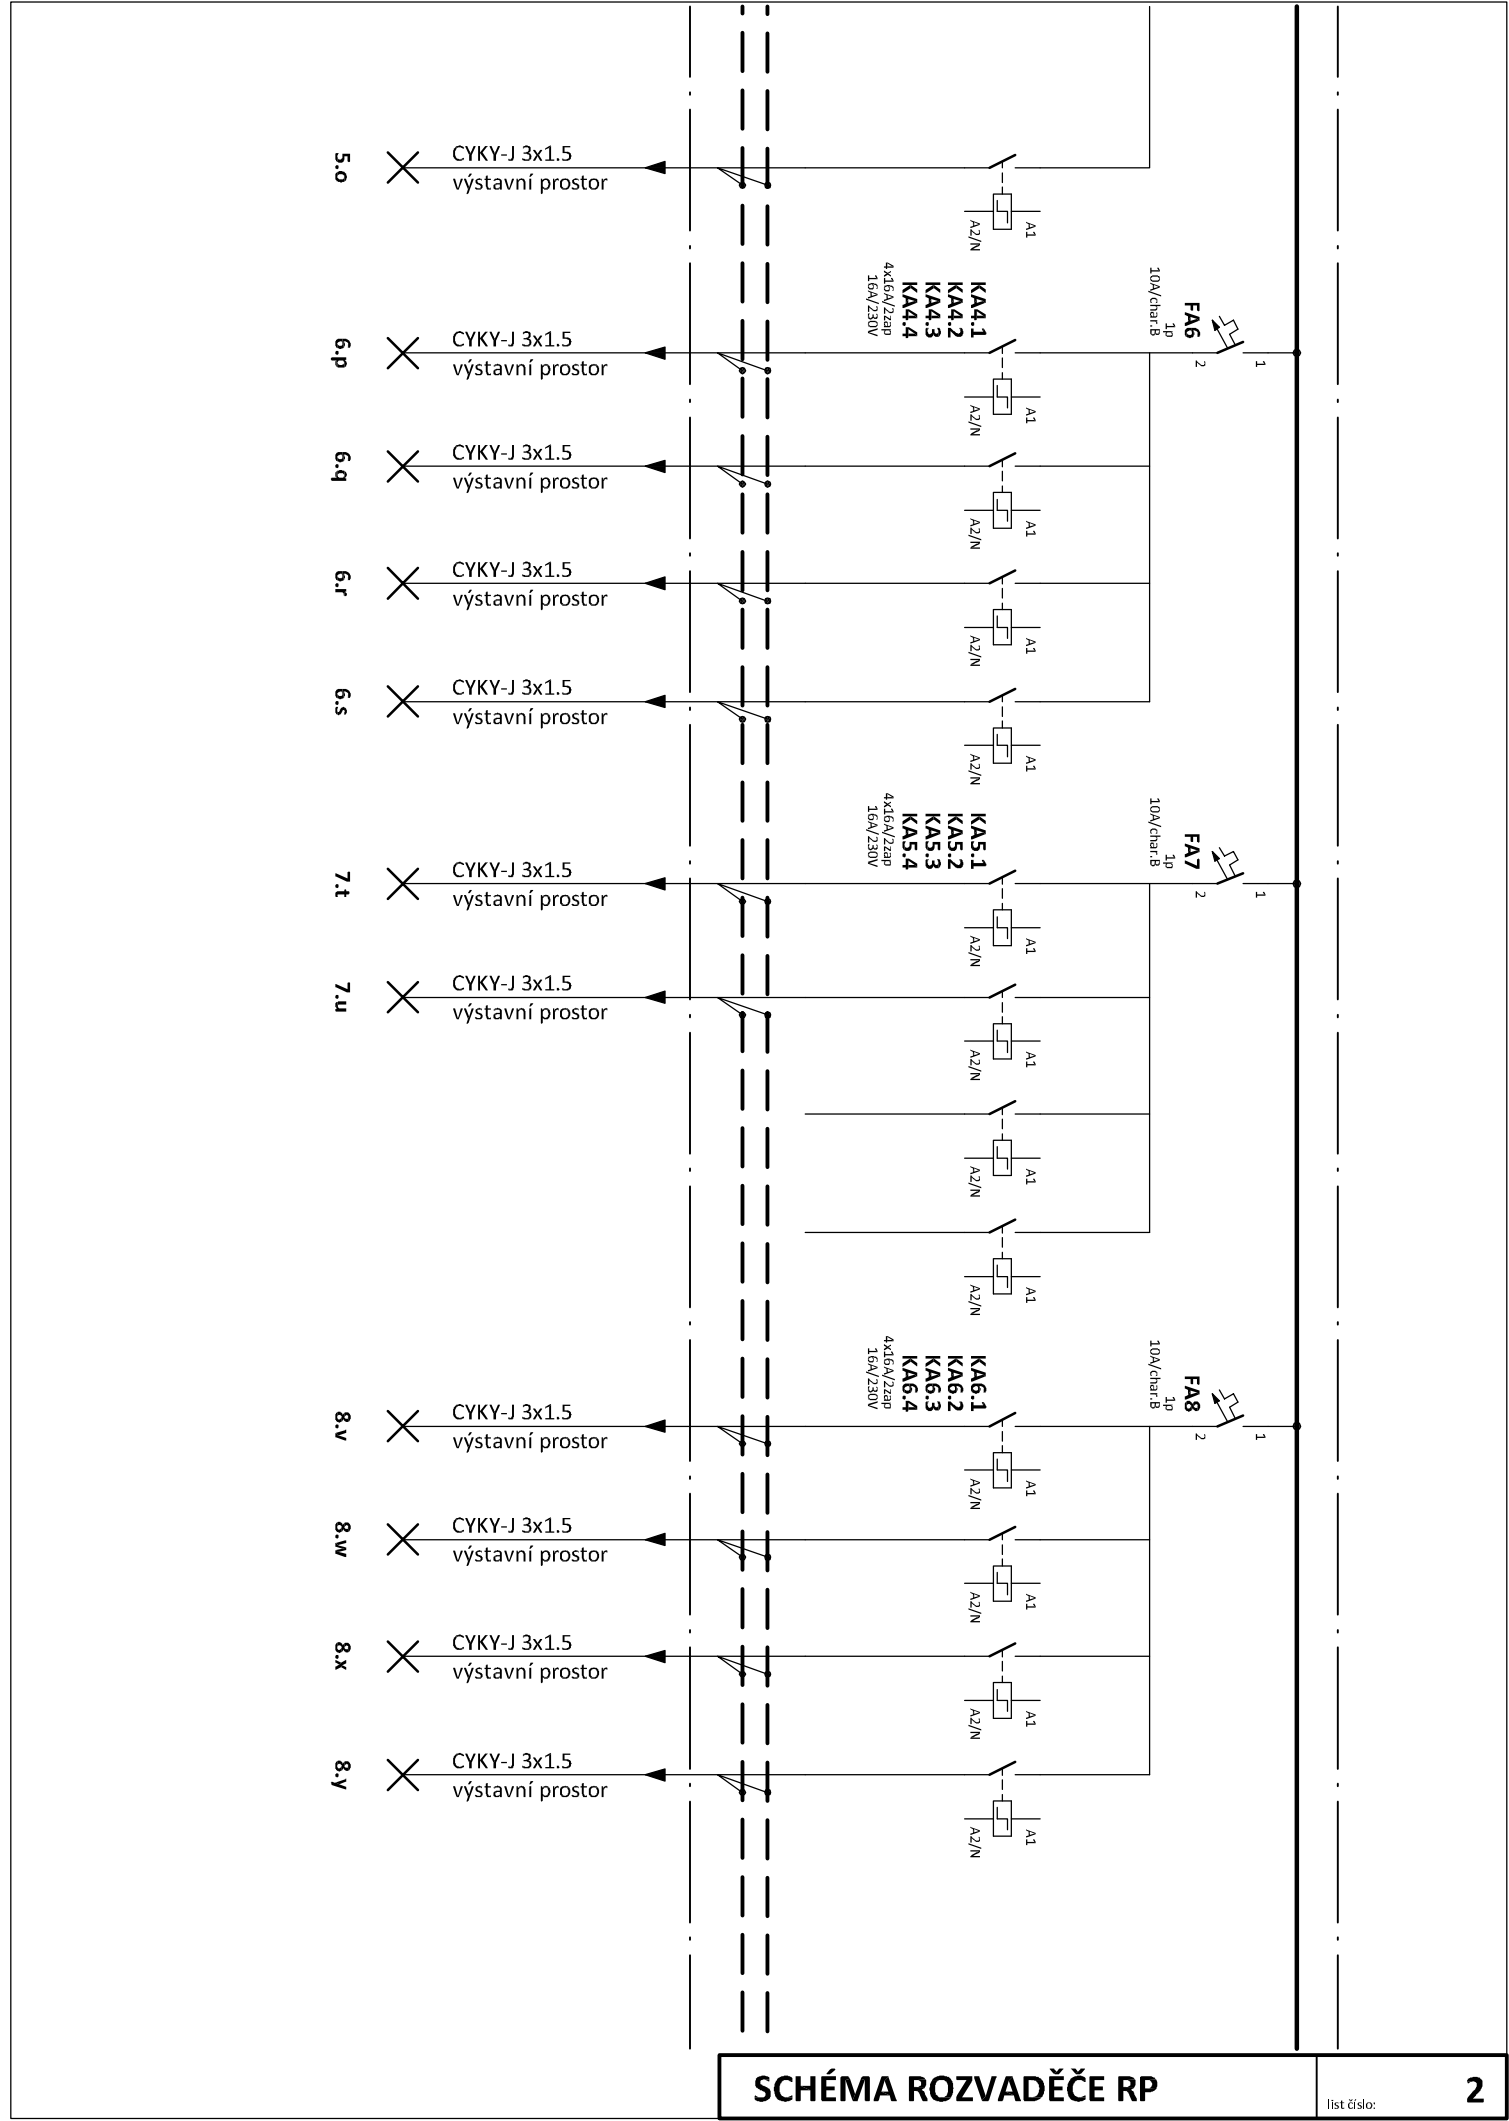 5.o
CYKY-J 3x1.5
výstavní prostor
A2/N
A1
KA4.1
KA4.2
KA4.3
KA4.4
4x16A/2zap
16A/230V
FA6
1p
10A/char.B
1
2
6.p
CYKY-J 3x1.5
výstavní prostor
A2/N
A1
6.q
CYKY-J 3x1.5
výstavní prostor
A2/N
A1
6.r
CYKY-J 3x1.5
výstavní prostor
A2/N
A1
6.s
CYKY-J 3x1.5
výstavní prostor
A2/N
A1
KA5.1
KA5.2
KA5.3
KA5.4
4x16A/2zap
16A/230V
FA7
1p
10A/char.B
1
2
7.t
CYKY-J 3x1.5
výstavní prostor
A2/N
A1
7.u
CYKY-J 3x1.5
výstavní prostor
A2/N
A1
A2/N
A1
A2/N
A1
KA6.1
KA6.2
KA6.3
KA6.4
4x16A/2zap
16A/230V
FA8
1p
10A/char.B
1
2
8.v
CYKY-J 3x1.5
výstavní prostor
A2/N
A1
8.w
CYKY-J 3x1.5
výstavní prostor
A2/N
A1
8.x
CYKY-J 3x1.5
výstavní prostor
A2/N
A1
8.y
CYKY-J 3x1.5
výstavní prostor
A2/N
A1
SCHÉMA ROZVADĚČE RP
list číslo:
2